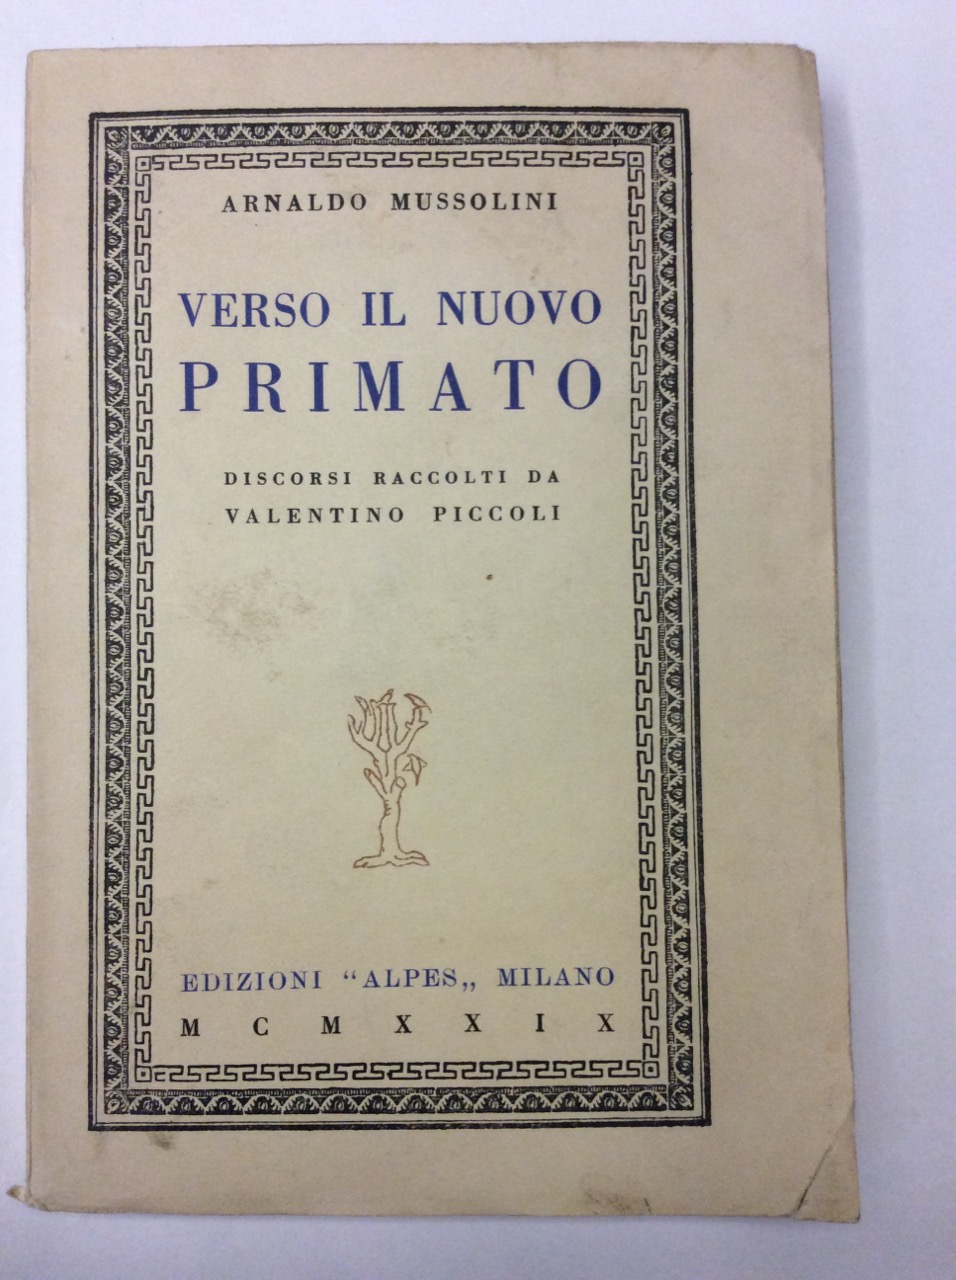 ARNALDO MUSSOLINI
VERSO IL NUOVO
PRIMATO
DISCORSI RACCOLTI DA
VALENTINO PICCOLI
EDIZIONI “ALPES„ MILANO
M C M X X I X